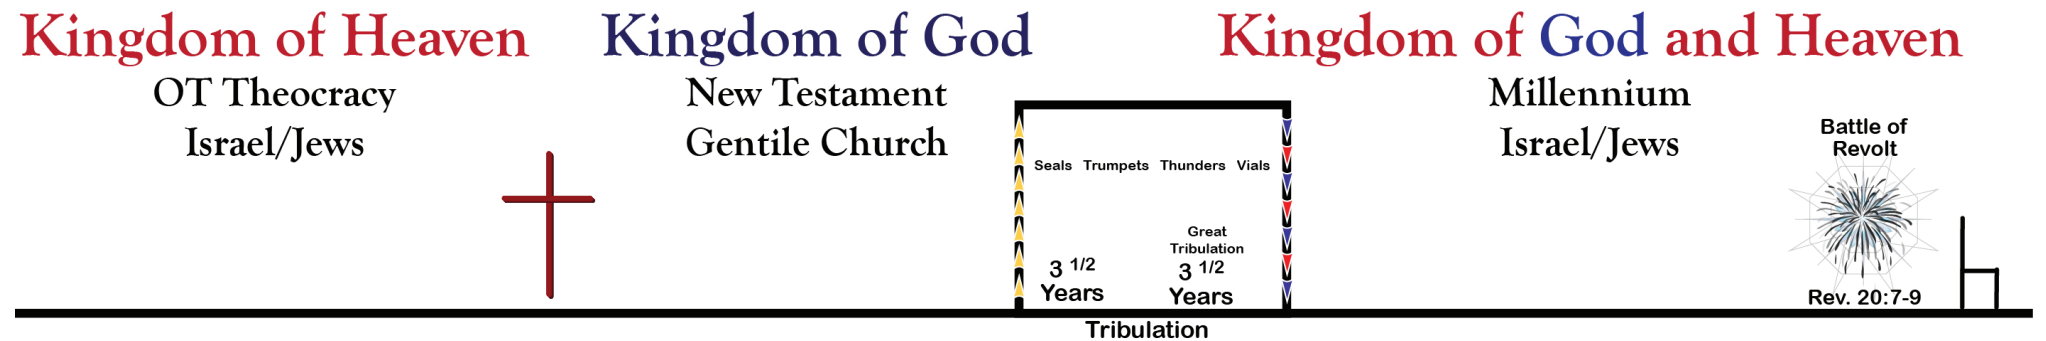 Kingdom of Heaven
OT Theocracy
Israel/Jews
Kingdom of God
New Testament
Gentile Church
Seals Trumpets Thunders Vials
3 1/2
Years
Great
Tribulation
3 1/2
Years
Tribulation
Kingdom of God and Heaven
Millennium
Israel/Jews
Battle of
Revolt
Rev. 20:7-9